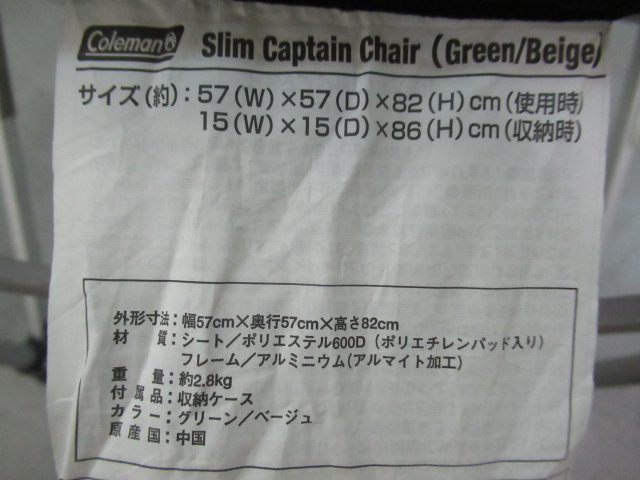 Coleman® Slim Captain Chair (Green/Beige)
サイズ(約):57(W)×57(D)×82(H)cm(使用時)
15(W)×15(D)×86(H)cm(収納時)
外形寸法:幅57cm×奥行57cm×高さ82cm
材質:シート/ポリエステル600D(ポリエチレンパッド入り)
フレーム/アルミニウム(アルマイト加工)
重量:約2.8kg
付属品:収納ケース
カラー:グリーン/ベージュ
原産国:中国